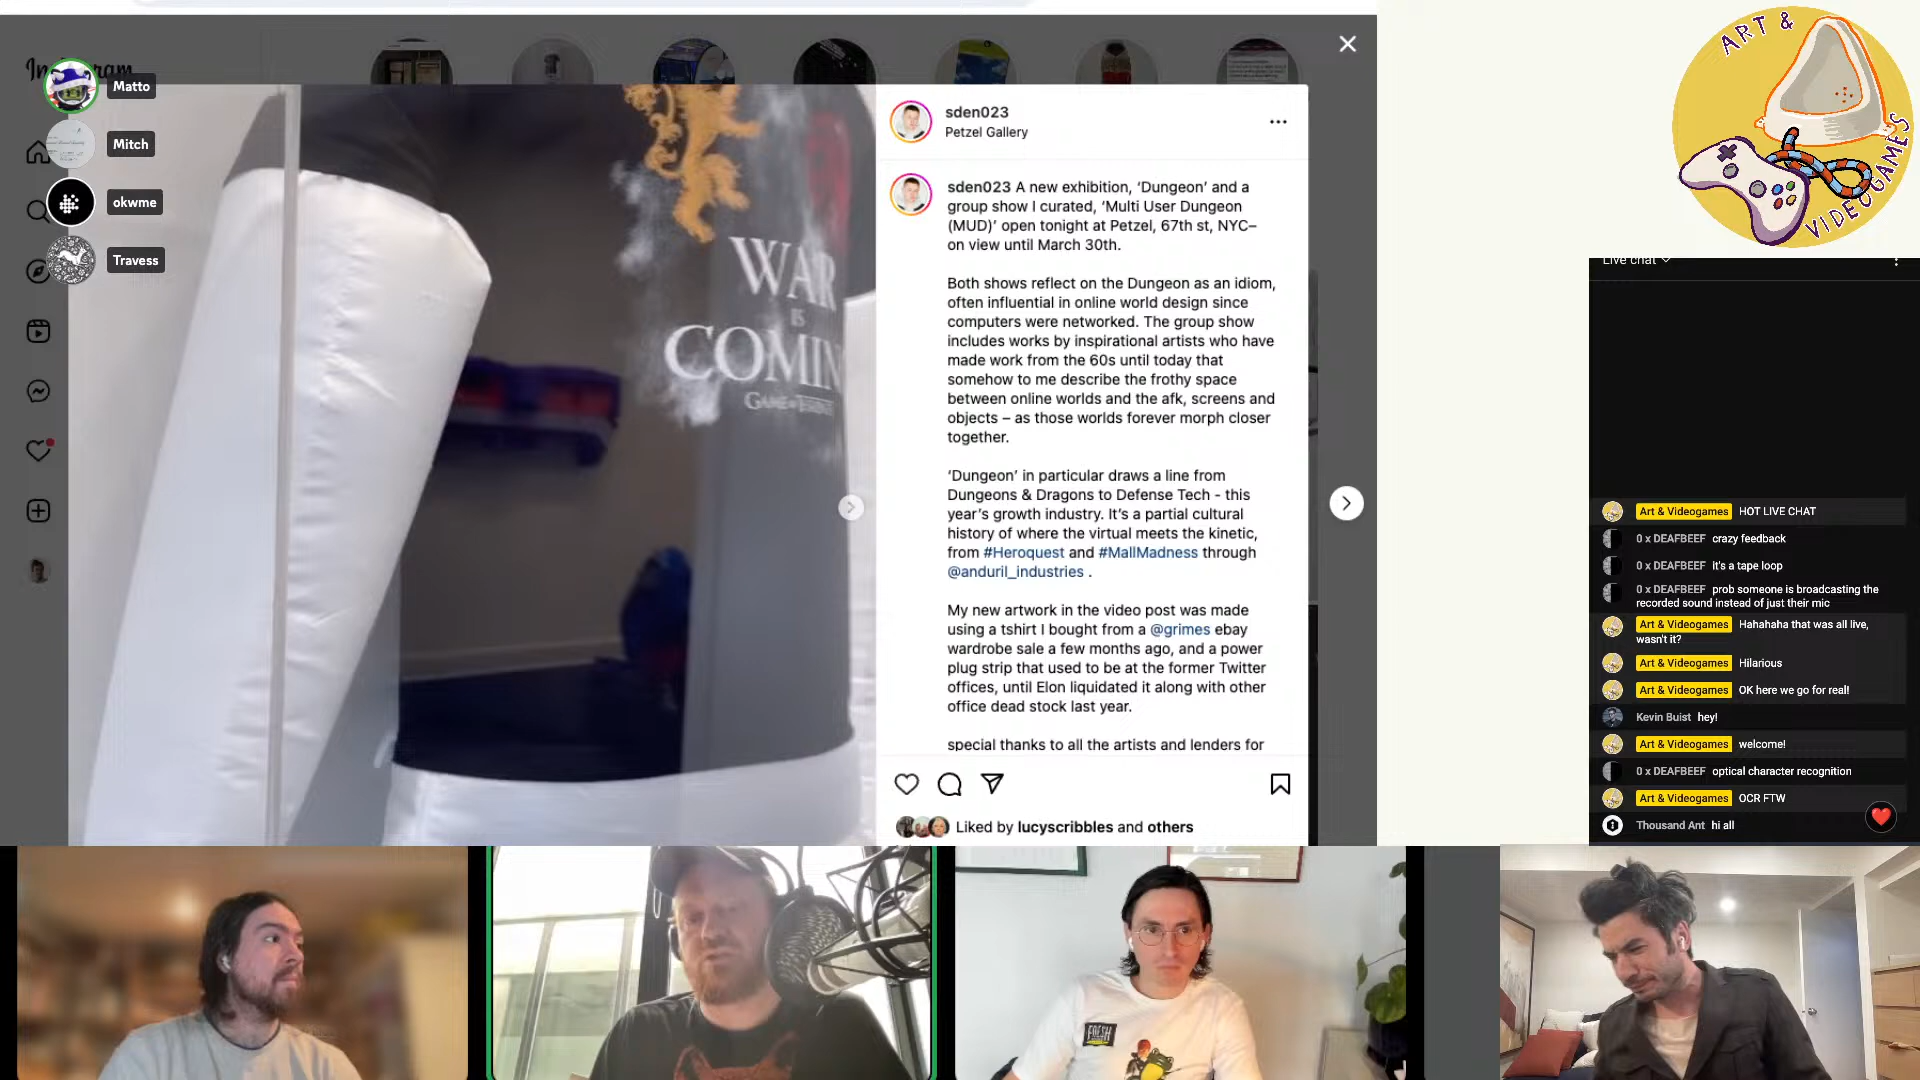 Matto
Mitch
okwme
Travess
WAR
IS
COMIN
GAME OF THRONES
sden023
Petzel Gallery
sden023 A new exhibition, ‘Dungeon’ and a
group show I curated, ‘Multi User Dungeon
(MUD)’ open tonight at Petzel, 67th st, NYC–
on view until March 30th.
Both shows reflect on the Dungeon as an idiom,
often influential in online world design since
computers were networked. The group show
includes works by inspirational artists who have
made work from the 60s until today that
somehow to me describe the frothy space
between online worlds and the afk, screens and
objects – as those worlds forever morph closer
together.
‘Dungeon’ in particular draws a line from
Dungeons & Dragons to Defense Tech - this
year’s growth industry. It’s a partial cultural
history of where the virtual meets the kinetic,
from #Heroquest and #MallMadness through
@anduril_industries .
My new artwork in the video post was made
using a tshirt I bought from a @grimes ebay
wardrobe sale a few months ago, and a power
plug strip that used to be at the former Twitter
offices, until Elon liquidated it along with other
office dead stock last year.
special thanks to all the artists and lenders for
Liked by lucyscribbles and others
ART &
VIDEOGAMES
Live chat
Art & Videogames HOT LIVE CHAT
0 x DEAFBEEF crazy feedback
0 x DEAFBEEF it's a tape loop
0 x DEAFBEEF prob someone is broadcasting the
recorded sound instead of just their mic
Art & Videogames Hahahaha that was all live,
wasn't it?
Art & Videogames Hilarious
Art & Videogames OK here we go for real!
Kevin Buist hey!
Art & Videogames welcome!
0 x DEAFBEEF optical character recognition
Art & Videogames OCR FTW
Thousand Ant hi all
FRESH